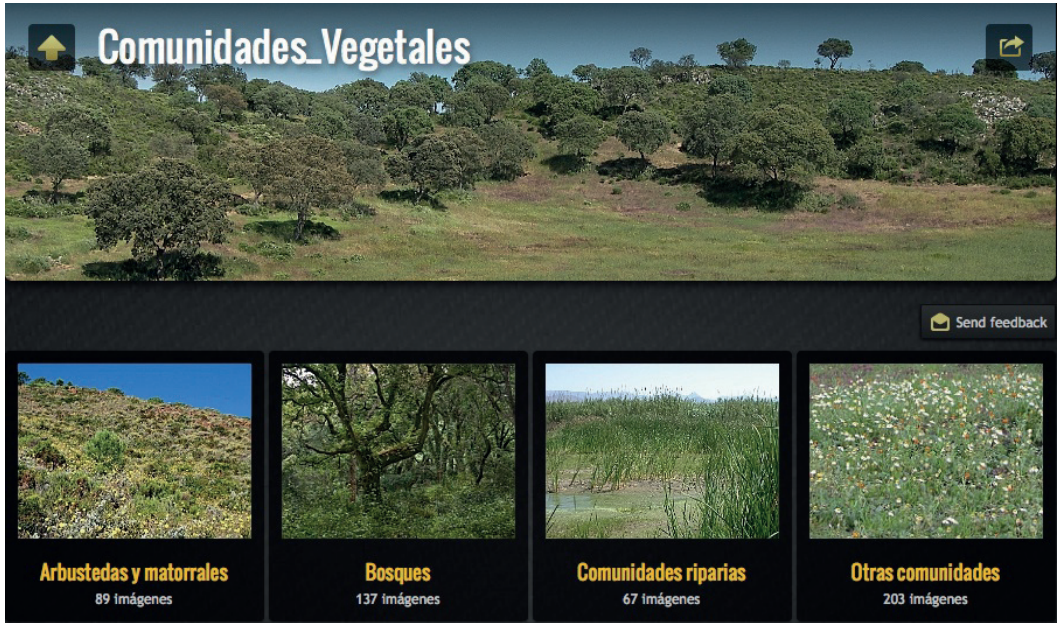 Comunidades_Vegetales
Send feedback
Arbustedas y matorrales
89 imágenes
Bosques
137 imágenes
Comunidades riparias
67 imágenes
Otras comunidades
203 imágenes